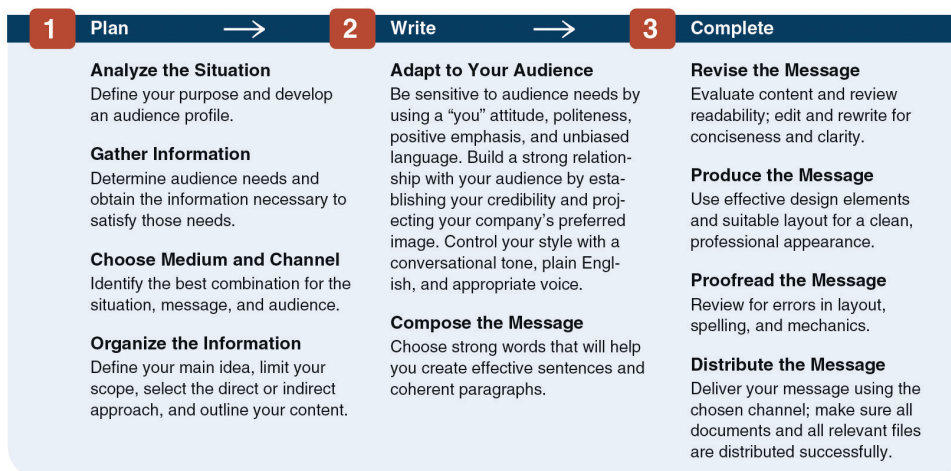 1 Plan → 2 Write → 3 Complete
Analyze the Situation
Define your purpose and develop
an audience profile.
Gather Information
Determine audience needs and
obtain the information necessary to
satisfy those needs.
Choose Medium and Channel
Identify the best combination for the
situation, message, and audience.
Organize the Information
Define your main idea, limit your
scope, select the direct or indirect
approach, and outline your content.
Adapt to Your Audience
Be sensitive to audience needs by
using a “you” attitude, politeness,
positive emphasis, and unbiased
language. Build a strong relation-
ship with your audience by esta-
blishing your credibility and proj-
ecting your company’s preferred
image. Control your style with a
conversational tone, plain Engl-
ish, and appropriate voice.
Compose the Message
Choose strong words that will help
you create effective sentences and
coherent paragraphs.
Revise the Message
Evaluate content and review
readability; edit and rewrite for
conciseness and clarity.
Produce the Message
Use effective design elements
and suitable layout for a clean,
professional appearance.
Proofread the Message
Review for errors in layout,
spelling, and mechanics.
Distribute the Message
Deliver your message using the
chosen channel; make sure all
documents and all relevant files
are distributed successfully.